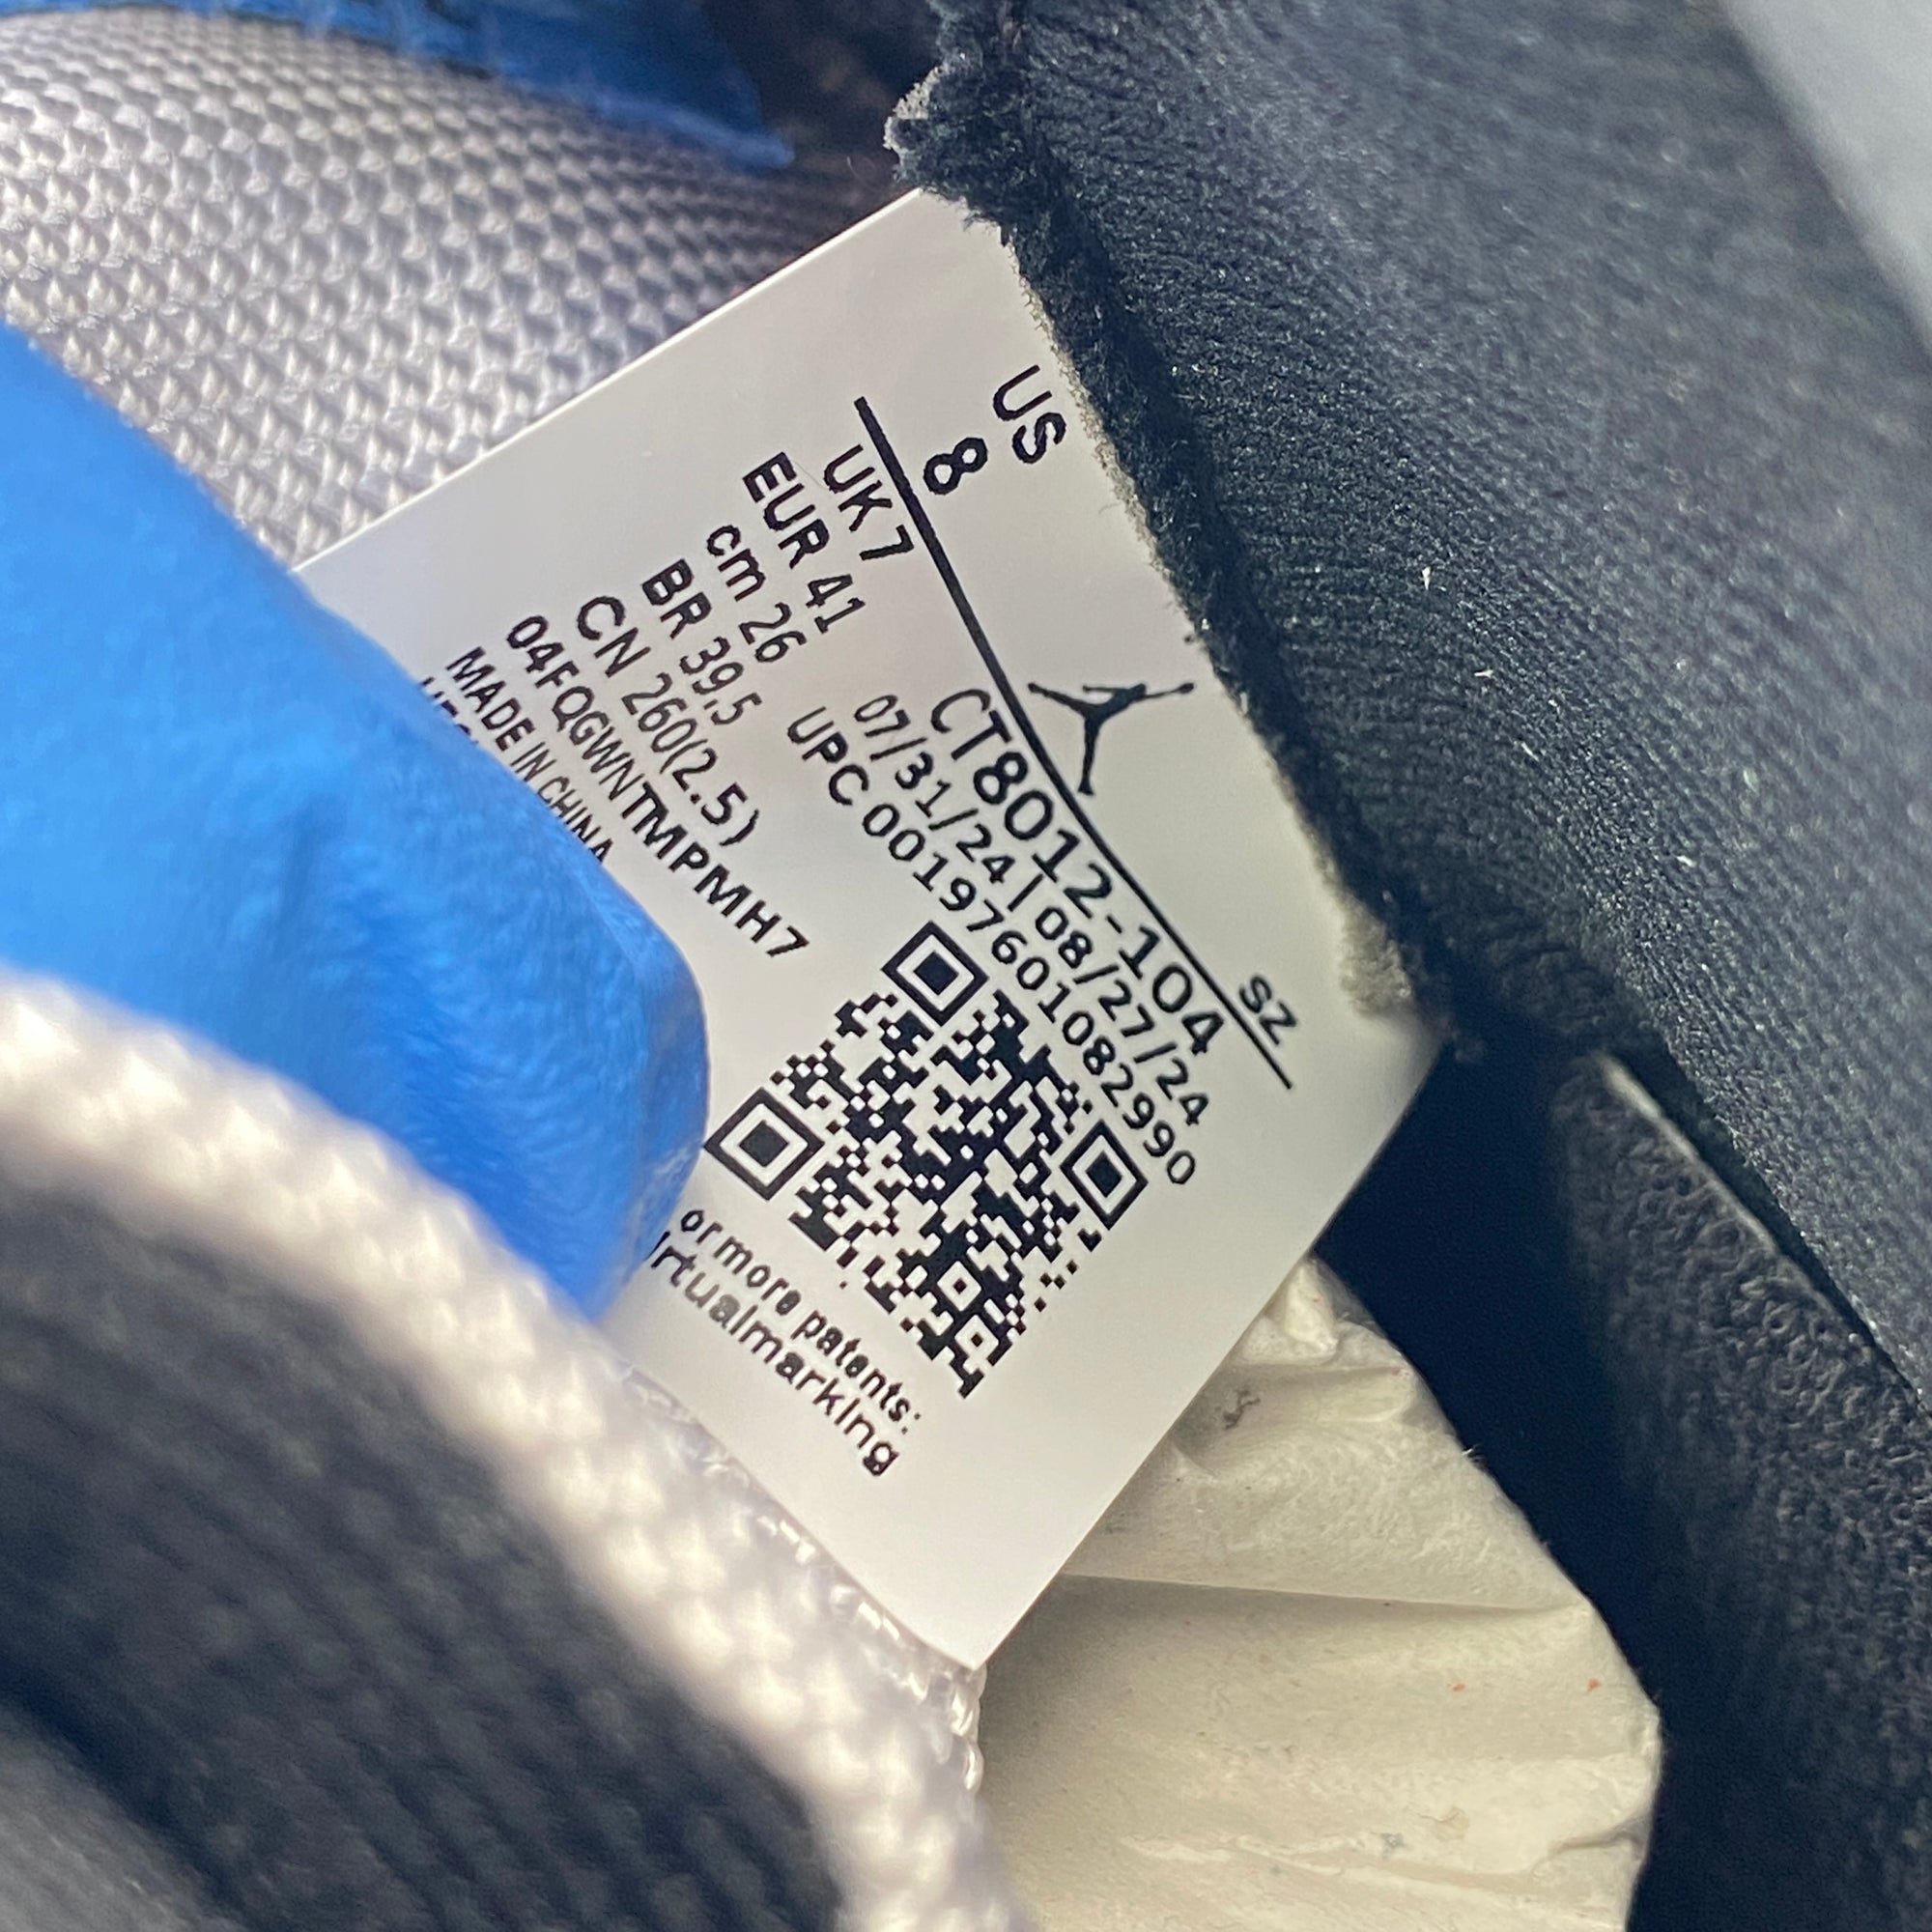 US
8
SZ
UK 7
EUR 41
cm 26
BR 39.5
CN 260(2.5)
04FQGWNTMPMH7
MADE IN CHINA
CT8012-104
07/31/24 | 08/27/24
UPC 00197601082990
or more patents:
irtualmarking